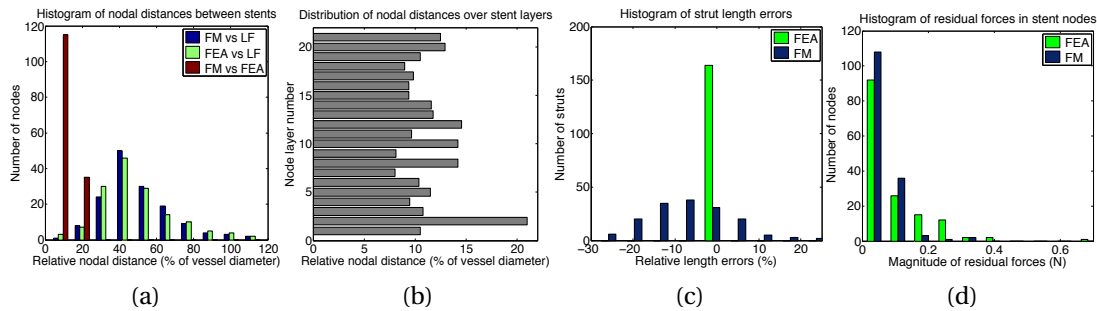 Histogram of nodal distances between stents
Number of nodes
120
100
80
60
40
20
0
FM vs LF
FEA vs LF
FM vs FEA
0 20 40 60 80 100 120
Relative nodal distance (% of vessel diameter)
(a)
Distribution of nodal distances over stent layers
Node layer number
20
15
10
5
0
0 5 10 15 20
Relative nodal distance (% of vessel diameter)
(b)
Histogram of strut length errors
Number of struts
200
150
100
50
0
FEA
FM
−30 −20 −10 0 10 20
Relative length errors (%)
(c)
Histogram of residual forces in stent nodes
Number of nodes
120
100
80
60
40
20
0
FEA
FM
0 0.2 0.4 0.6
Magnitude of residual forces (N)
(d)